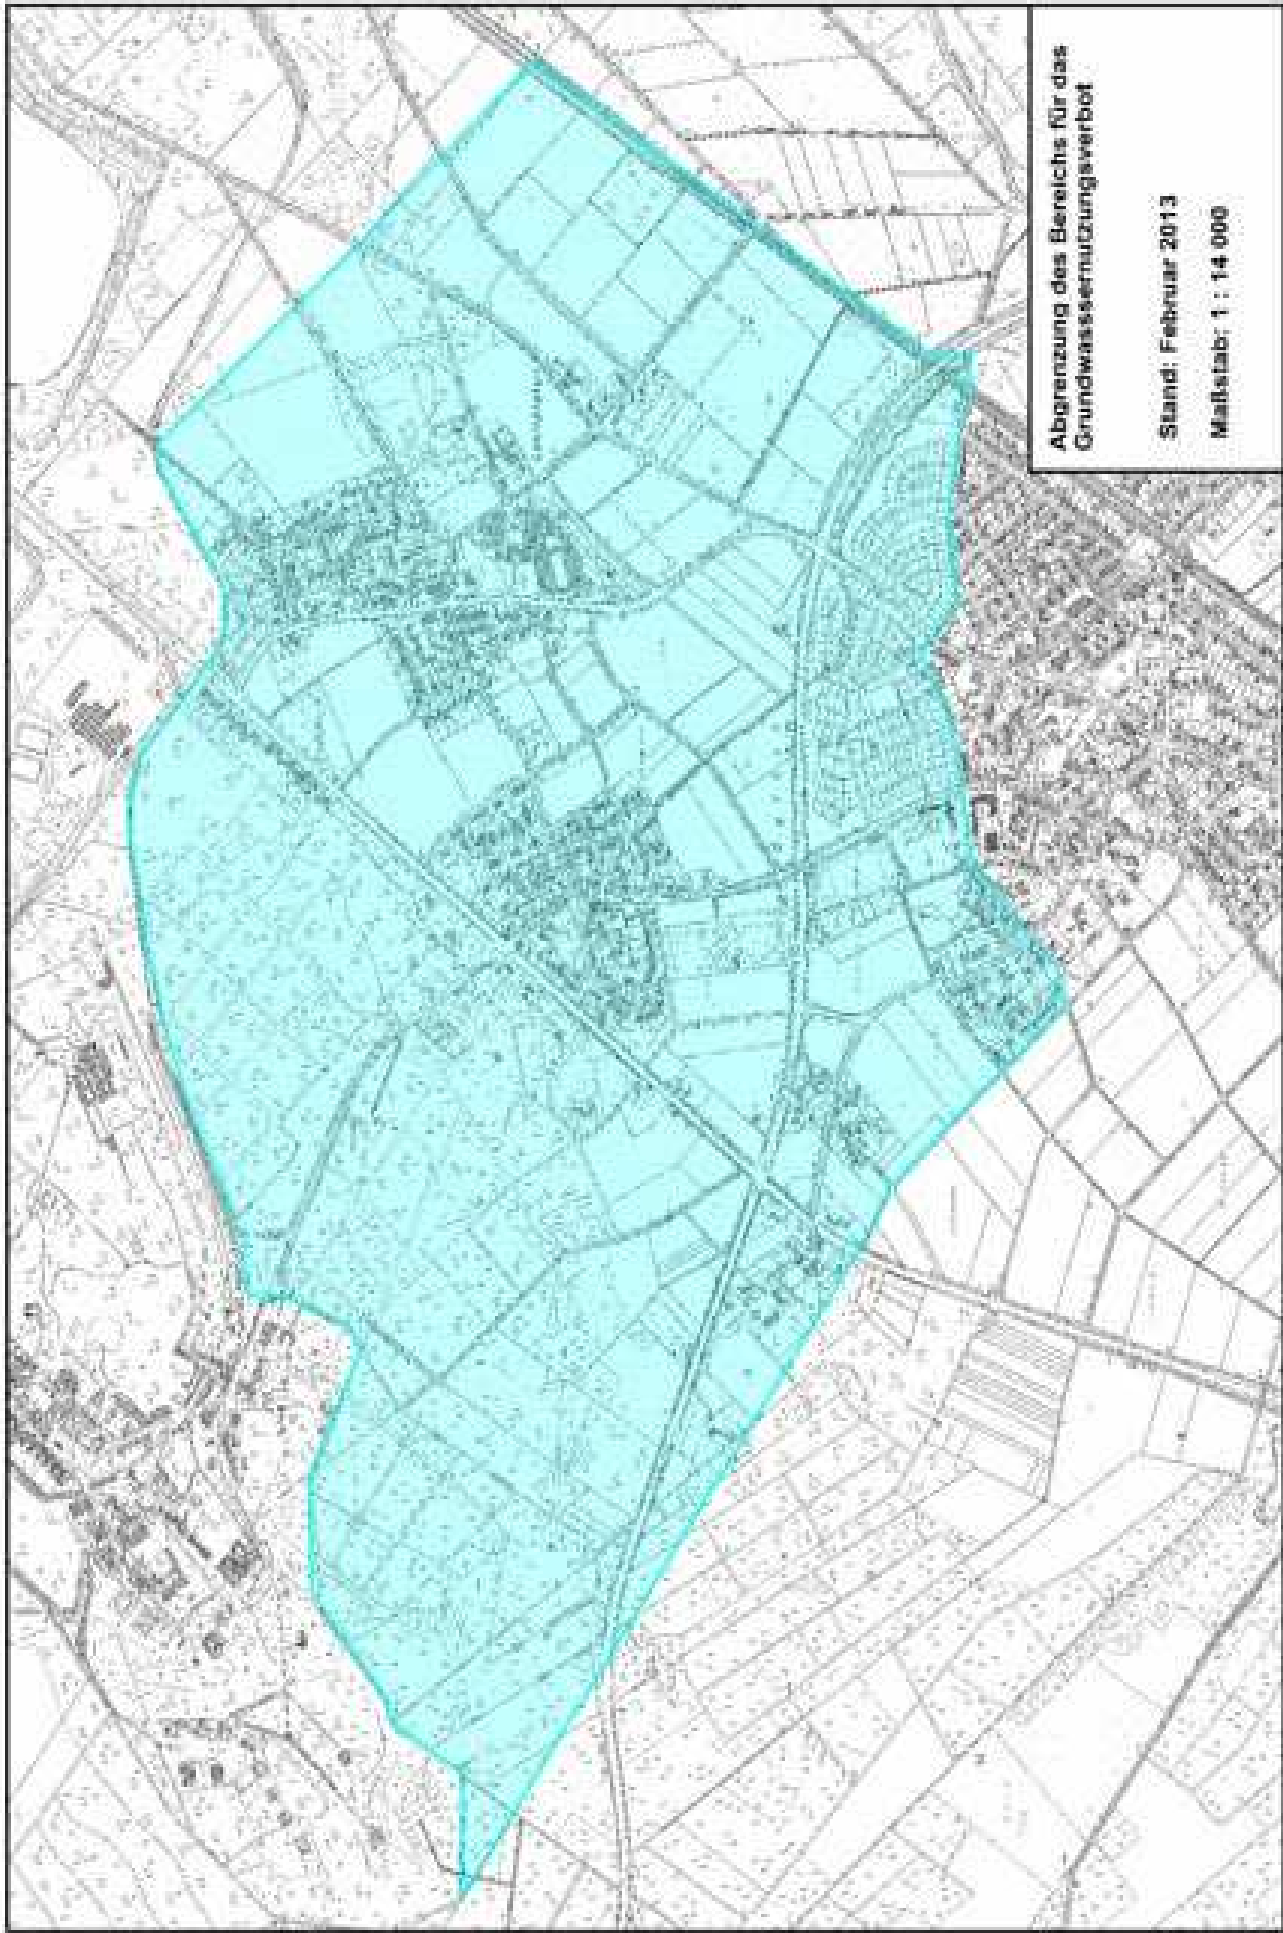 Abgrenzung des Bereichs für das
Grundwassernutzungsverbot
Stand: Februar 2013
Maßstab: 1 : 14 000